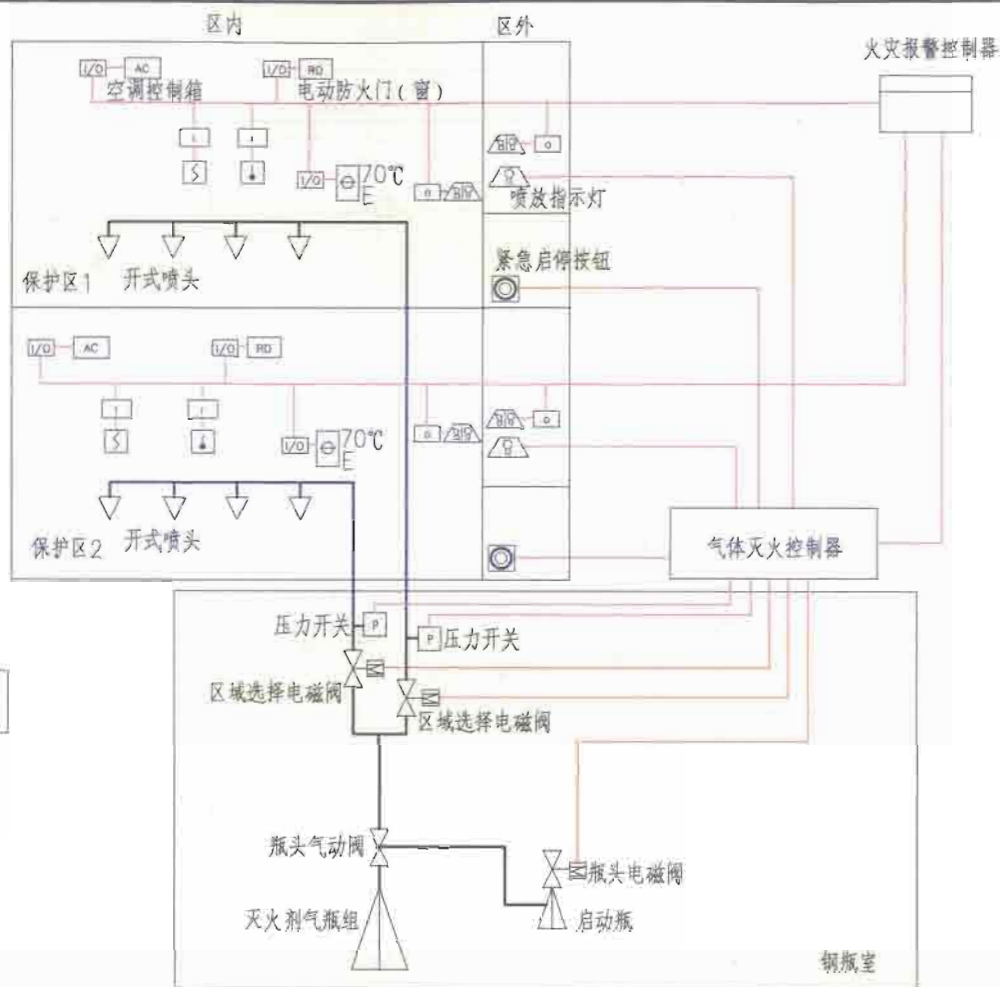 区内
区外
火灾报警控制器
I/O
AC
I/O
RD
空调控制箱
电动防火门(窗)
I/O
70℃
E
喷放指示灯
保护区1
开式喷头
紧急启停按钮
I/O
AC
I/O
RD
I/O
70℃
E
保护区2
开式喷头
气体灭火控制器
压力开关
P
P
压力开关
M
区域选择电磁阀
M
区域选择电磁阀
瓶头气动阀
M
瓶头电磁阀
灭火剂气瓶组
启动瓶
钢瓶室